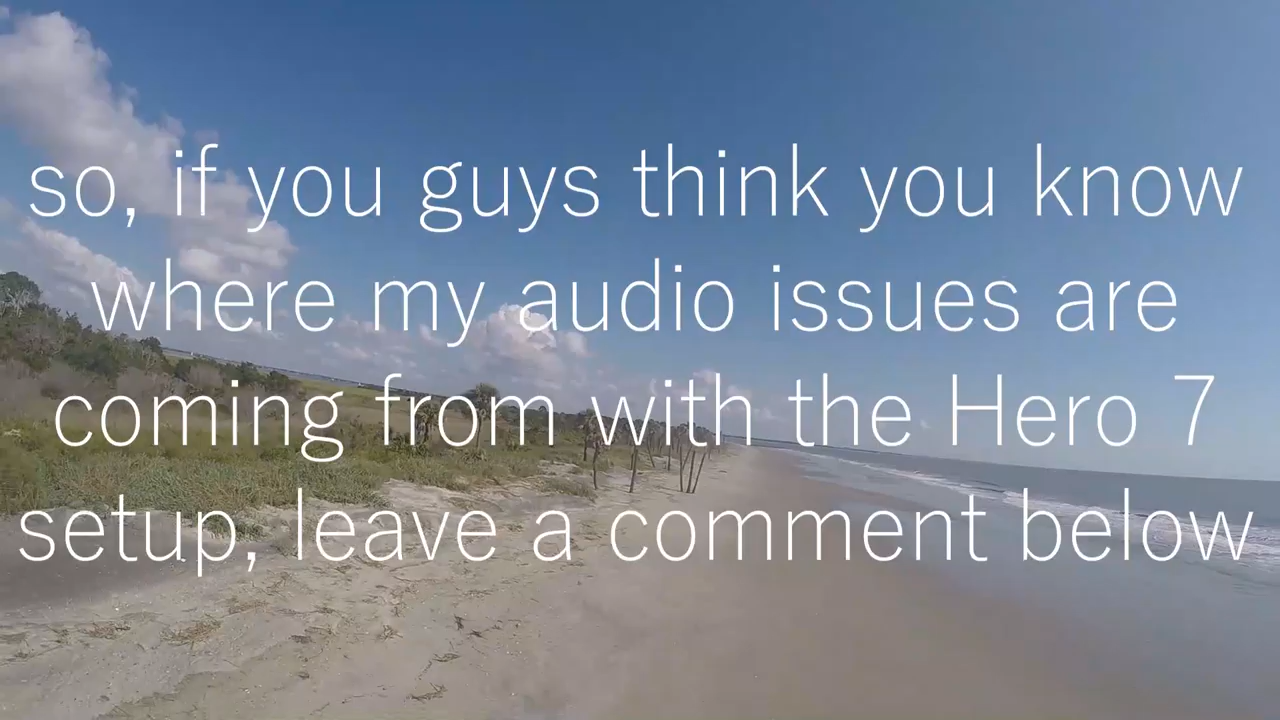 so, if you guys think you know
where my audio issues are
coming from with the Hero 7
setup, leave a comment below